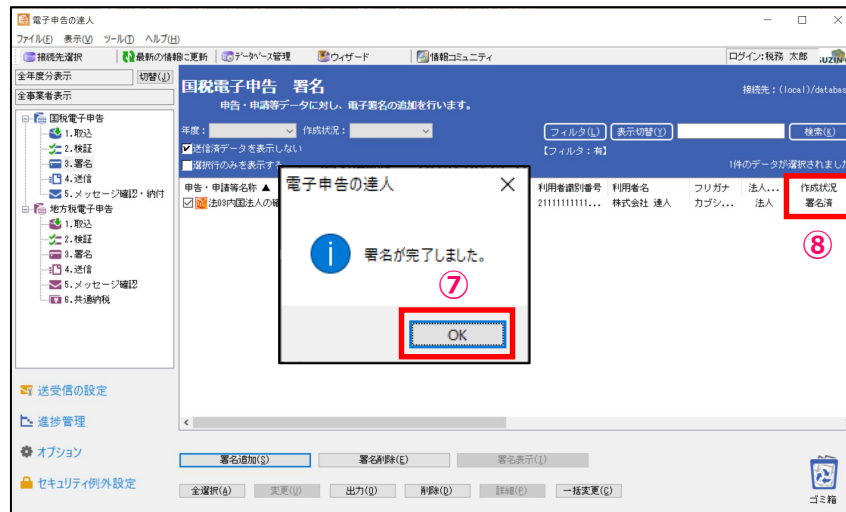 電子申告の達人
ファイル(F) 表示(V) ツール(T) ヘルプ(H)
接続先選択 最新の情報に更新 データベース管理 ウィザード 情報コミュニティ ログイン:税務 太郎
全年度分表示 切替(J)
全事業者表示
国税電子申告
1.取込
2.検証
3.署名
4.送信
5.メッセージ確認・納付
地方税電子申告
1.取込
2.検証
3.署名
4.送信
5.メッセージ確認
6.共通納税
送受信の設定
進捗管理
オプション
セキュリティ例外設定
国税電子申告 署名
申告・申請等データに対し、電子署名の追加を行います。
接続先：(local)/databas
年度： 作成状況： フィルタ(L) 表示切替(Y) 検索(K)
送信済データを表示しない 【フィルタ：有】
選択行のみを表示する 1件のデータが選択されました
申告・申請等名称 ▲ 利用者識別番号 利用者名 フリガナ 法人... 作成状況
法03内国法人の確 21111111111... 株式会社 達人 カブシ... 法人 署名済
⑧
電子申告の達人
署名が完了しました。
⑦
OK
署名追加(S) 署名削除(E) 署名表示(I)
全選択(A) 変更(U) 出力(O) 削除(D) 詳細(P) 一括変更(C)
ゴミ箱